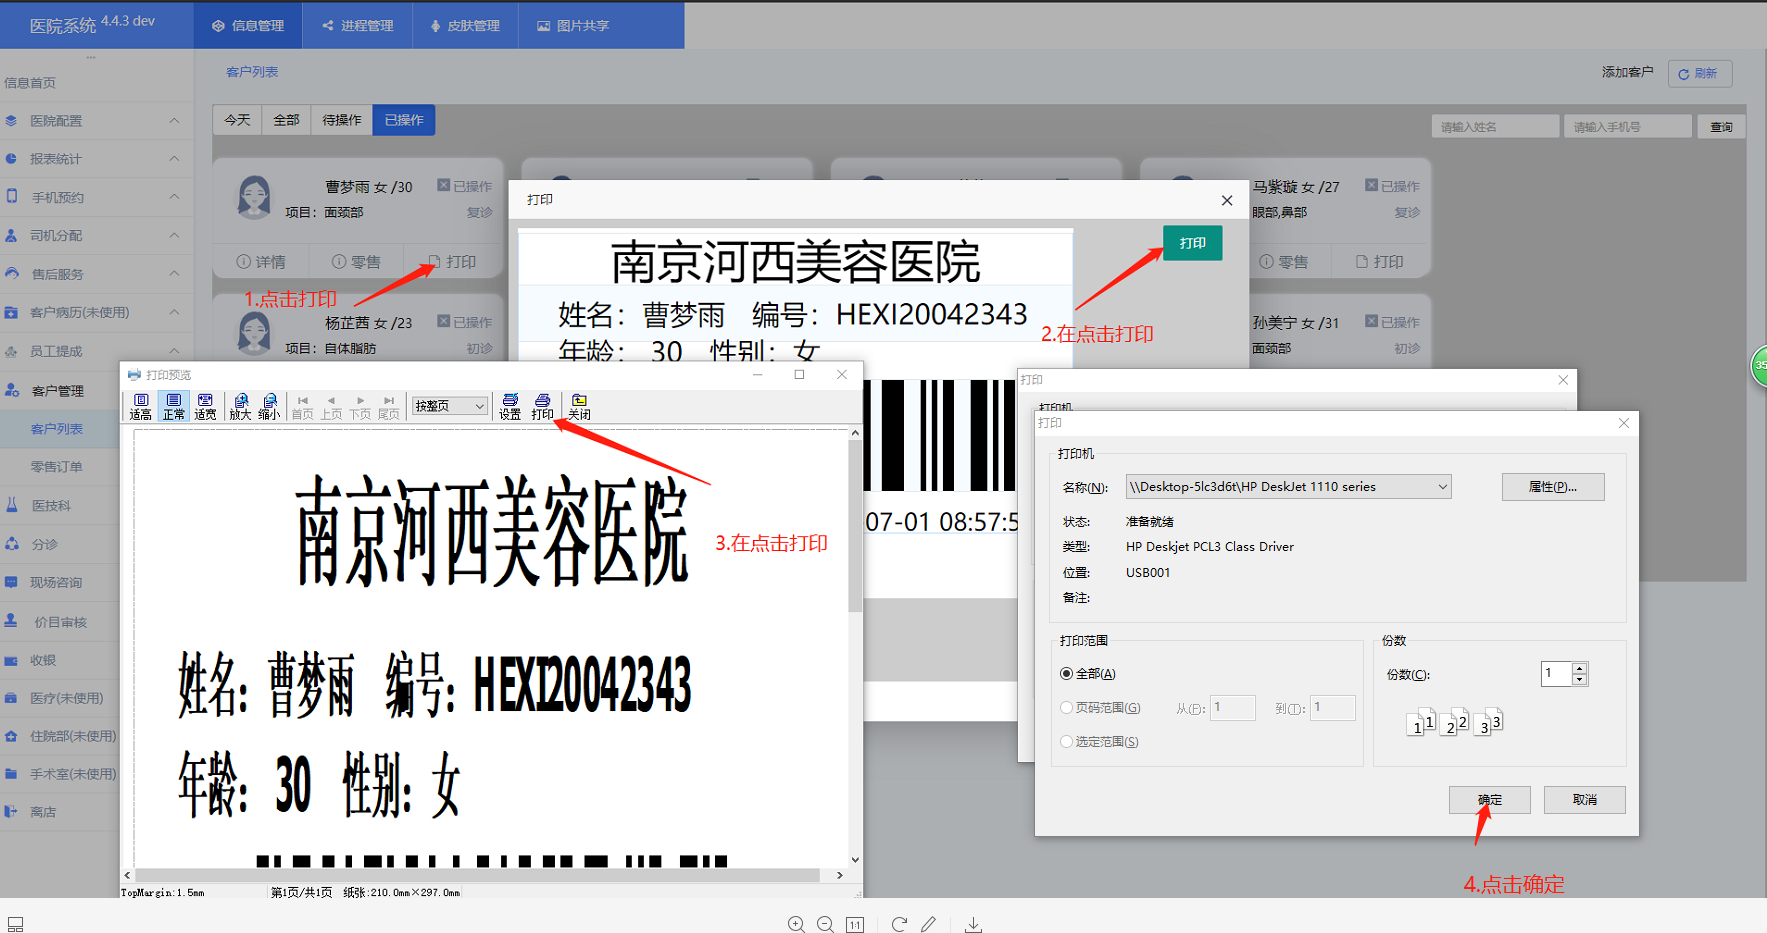 医院系统 4.4.3 dev
信息管理
进程管理
皮肤管理
图片共享
信息首页
医院配置
报表统计
手机预约
司机分配
售后服务
客户病历(未使用)
员工提成
客户管理
客户列表
零售订单
医技科
分诊
现场咨询
价目审核
收银
医疗(未使用)
住院部(未使用)
手术室(未使用)
离店
客户列表
添加客户
刷新
今天 全部 待操作 已操作
请输入姓名 请输入手机号 查询
曹梦雨 女 /30 已操作
项目：面颈部 复诊
详情 零售 打印
1.点击打印
杨芷茜 女 /23 已操作
项目：自体脂肪 初诊
马紫璇 女 /27 已操作
眼部,鼻部 复诊
零售 打印
孙美宁 女 /31 已操作
面颈部 初诊
打印
打印
南京河西美容医院
姓名：曹梦雨 编号：HEXI20042343
年龄： 30 性别：女
07-01 08:57:5
2.在点击打印
打印预览
适高 正常 适宽 放大 缩小 首页 上页 下页 尾页 按整页 设置 打印 关闭
南京河西美容医院
姓名：曹梦雨 编号：HEXI20042343
年龄： 30 性别：女
TopMargin:1.5mm 第1页/共1页 纸张:210.0mm×297.0mm
3.在点击打印
打印
打印机
打印
打印机
名称(N): \\Desktop-5lc3d6t\HP DeskJet 1110 series 属性(P)...
状态: 准备就绪
类型: HP Deskjet PCL3 Class Driver
位置: USB001
备注:
打印范围
全部(A)
页码范围(G) 从(F): 1 到(T): 1
选定范围(S)
份数
份数(C): 1
1 1 2 2 3 3
确定 取消
4.点击确定
35
1:1